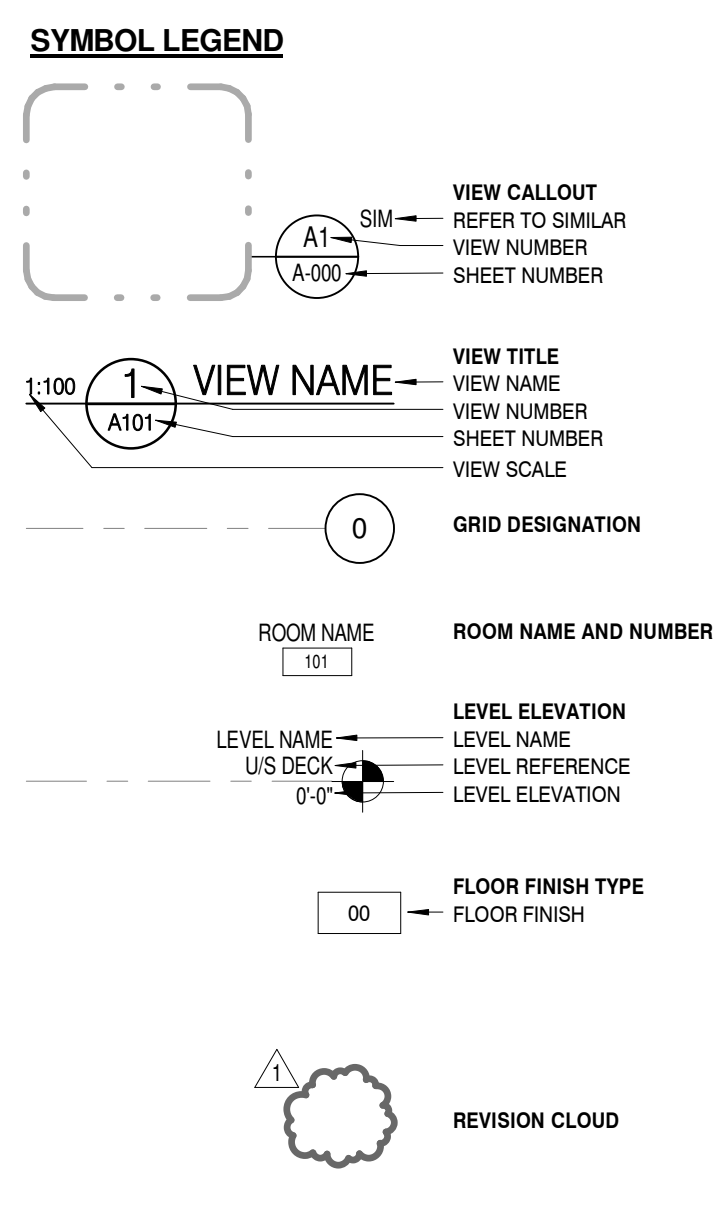 SYMBOL LEGEND
VIEW CALLOUT
SIM REFER TO SIMILAR
A1 VIEW NUMBER
A-000 SHEET NUMBER
VIEW TITLE
1:100 1 VIEW NAME VIEW NAME
VIEW NUMBER
A101 SHEET NUMBER
VIEW SCALE
0 GRID DESIGNATION
ROOM NAME ROOM NAME AND NUMBER
101
LEVEL ELEVATION
LEVEL NAME LEVEL NAME
U/S DECK LEVEL REFERENCE
0'-0" LEVEL ELEVATION
FLOOR FINISH TYPE
00 FLOOR FINISH
1
REVISION CLOUD